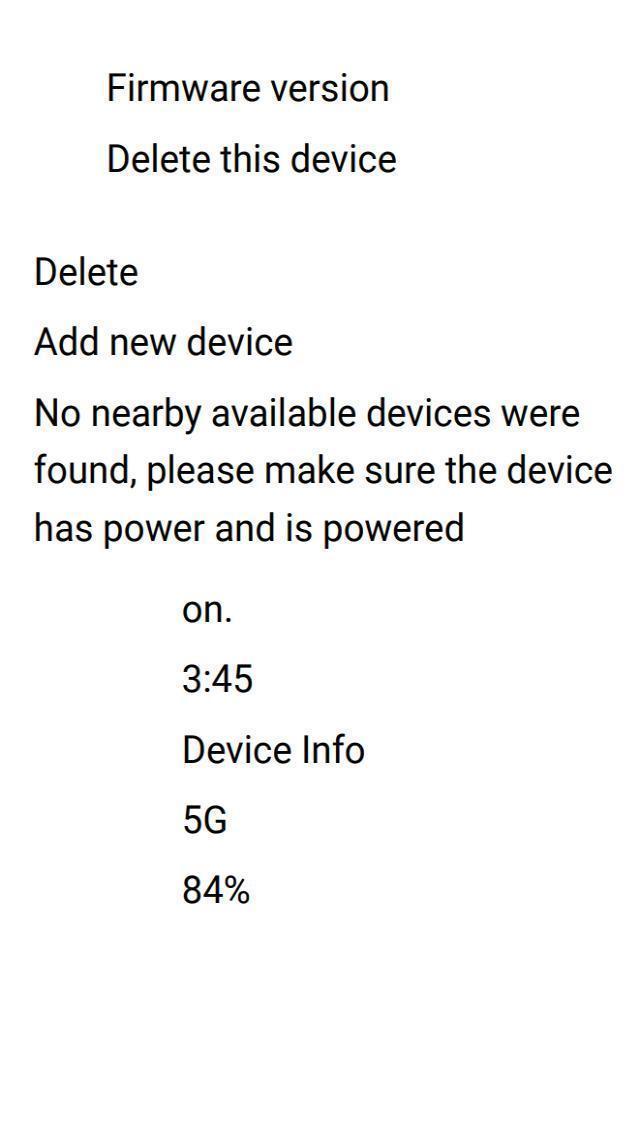 Firmware version
Delete this device
Delete
Add new device
No nearby available devices were
found, please make sure the device
has power and is powered
on.
3:45
Device Info
5G
84%